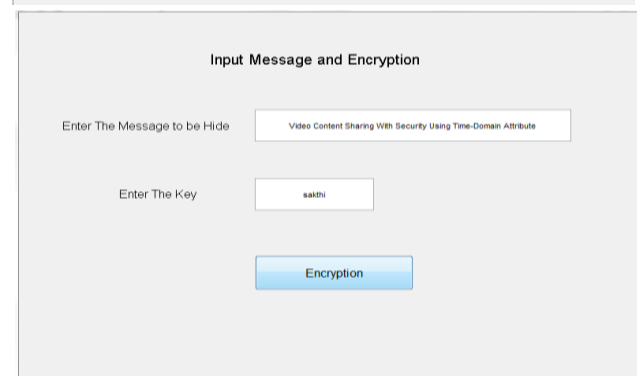 Input Message and Encryption
Enter The Message to be Hide
Video Content Sharing With Security Using Time-Domain Attribute
Enter The Key
sakthi
Encryption